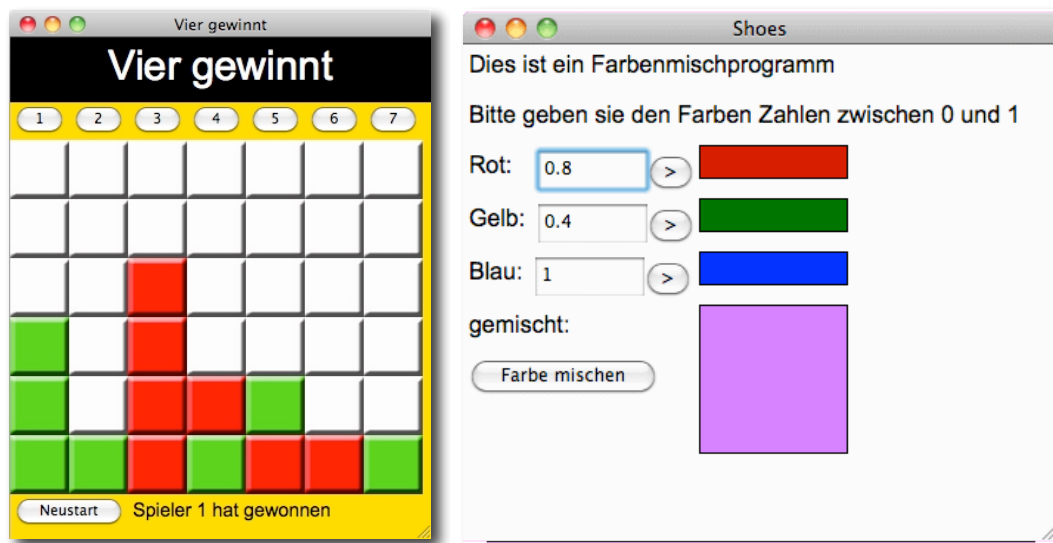 Vier gewinnt
Vier gewinnt
1 2 3 4 5 6 7
Neustart Spieler 1 hat gewonnen
Shoes
Dies ist ein Farbenmischprogramm
Bitte geben sie den Farben Zahlen zwischen 0 und 1
Rot: 0.8 >
Gelb: 0.4 >
Blau: 1 >
gemischt:
Farbe mischen